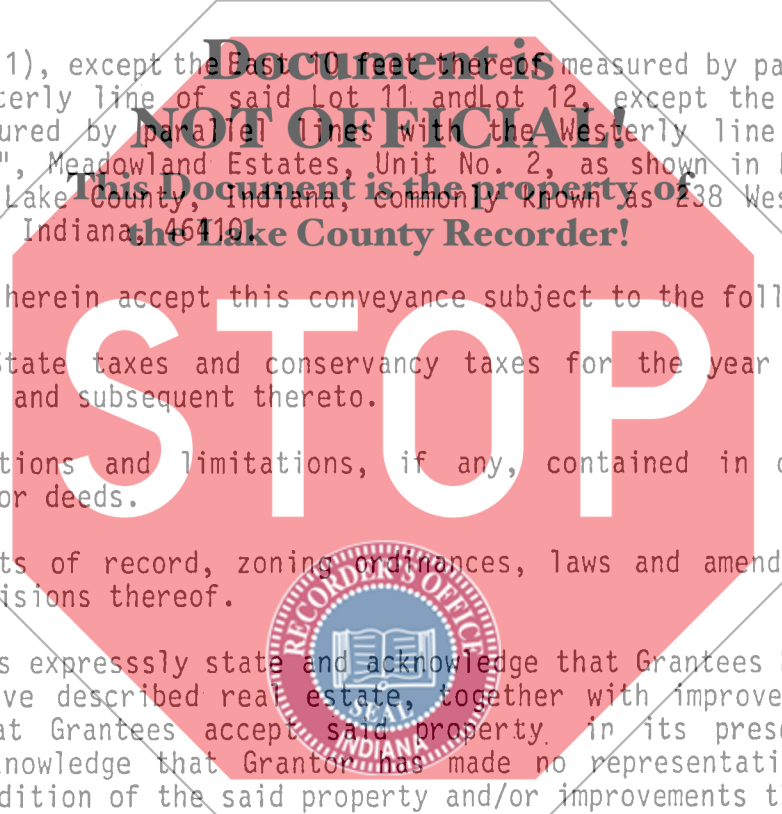 Document is
NOT OFFICIAL!
This Document is the property of
the Lake County Recorder!
STOP
RECORDER'S OFFICE
SEAL
INDIANA
1), except the East 10 feet thereof measured by pa
terly line of said Lot 11 andLot 12, except the
ured by parallel lines with the Westerly line
", Meadowland Estates, Unit No. 2, as shown in
Lake County, Indiana, commonly known as 238 Wes
Indiana, 46410.
herein accept this conveyance subject to the foll
State taxes and conservancy taxes for the year
and subsequent thereto.
tions and limitations, if any, contained in
or deeds.
ts of record, zoning ordinances, laws and amend
isions thereof.
s expresssly state and acknowledge that Grantees
ve described real estate, together with improve
at Grantees accept said property in its pres
nowledge that Grantor has made no representati
dition of the said property and/or improvements t